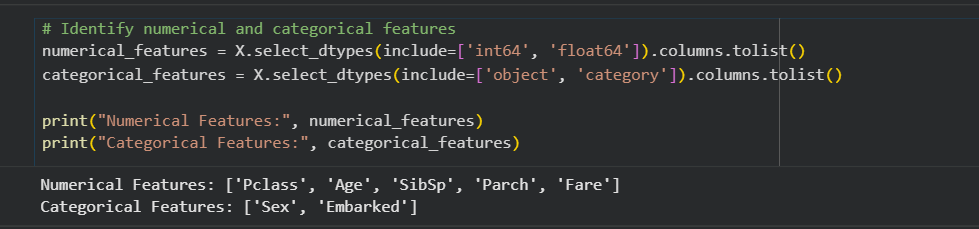 # Identify numerical and categorical features
numerical_features = X.select_dtypes(include=['int64', 'float64']).columns.tolist()
categorical_features = X.select_dtypes(include=['object', 'category']).columns.tolist()
print("Numerical Features:", numerical_features)
print("Categorical Features:", categorical_features)
Numerical Features: ['Pclass', 'Age', 'SibSp', 'Parch', 'Fare']
Categorical Features: ['Sex', 'Embarked']